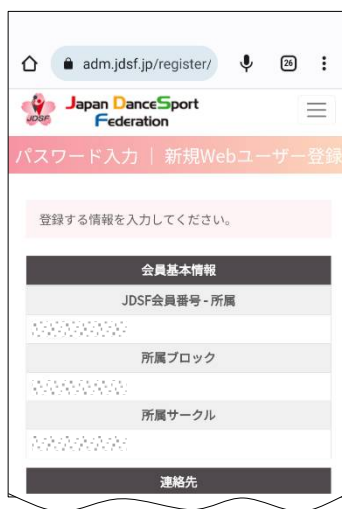 adm.jdsf.jp/register/
26
JDSF
Japan DanceSport
Federation
パスワード入力 | 新規Webユーザー登録
登録する情報を入力してください。
会員基本情報
JDSF会員番号 - 所属
所属ブロック
所属サークル
連絡先